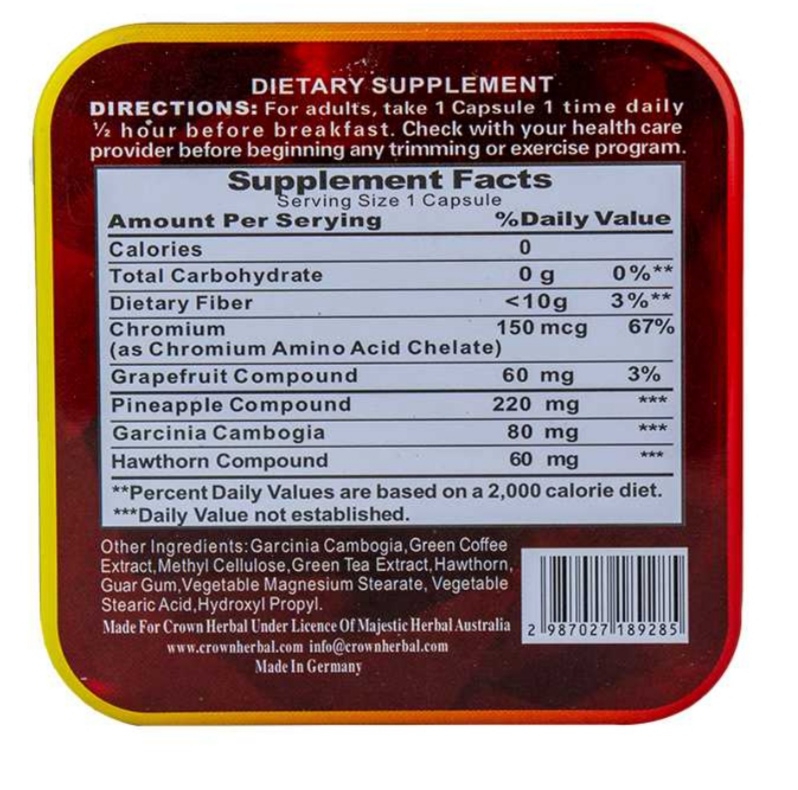 DIETARY SUPPLEMENT
DIRECTIONS: For adults, take 1 Capsule 1 time daily
½ hour before breakfast. Check with your health care
provider before beginning any trimming or exercise program.
Supplement Facts
Serving Size 1 Capsule
Amount Per Serving %Daily Value
Calories 0
Total Carbohydrate 0 g 0%**
Dietary Fiber <10g 3%**
Chromium 150 mcg 67%
(as Chromium Amino Acid Chelate)
Grapefruit Compound 60 mg 3%
Pineapple Compound 220 mg ***
Garcinia Cambogia 80 mg ***
Hawthorn Compound 60 mg ***
**Percent Daily Values are based on a 2,000 calorie diet.
***Daily Value not established.
Other Ingredients: Garcinia Cambogia, Green Coffee
Extract, Methyl Cellulose, Green Tea Extract, Hawthorn,
Guar Gum, Vegetable Magnesium Stearate, Vegetable
Stearic Acid, Hydroxyl Propyl.
Made For Crown Herbal Under Licence Of Majestic Herbal Australia
www.crownherbal.com info@crownherbal.com
Made In Germany
2 987027 189285